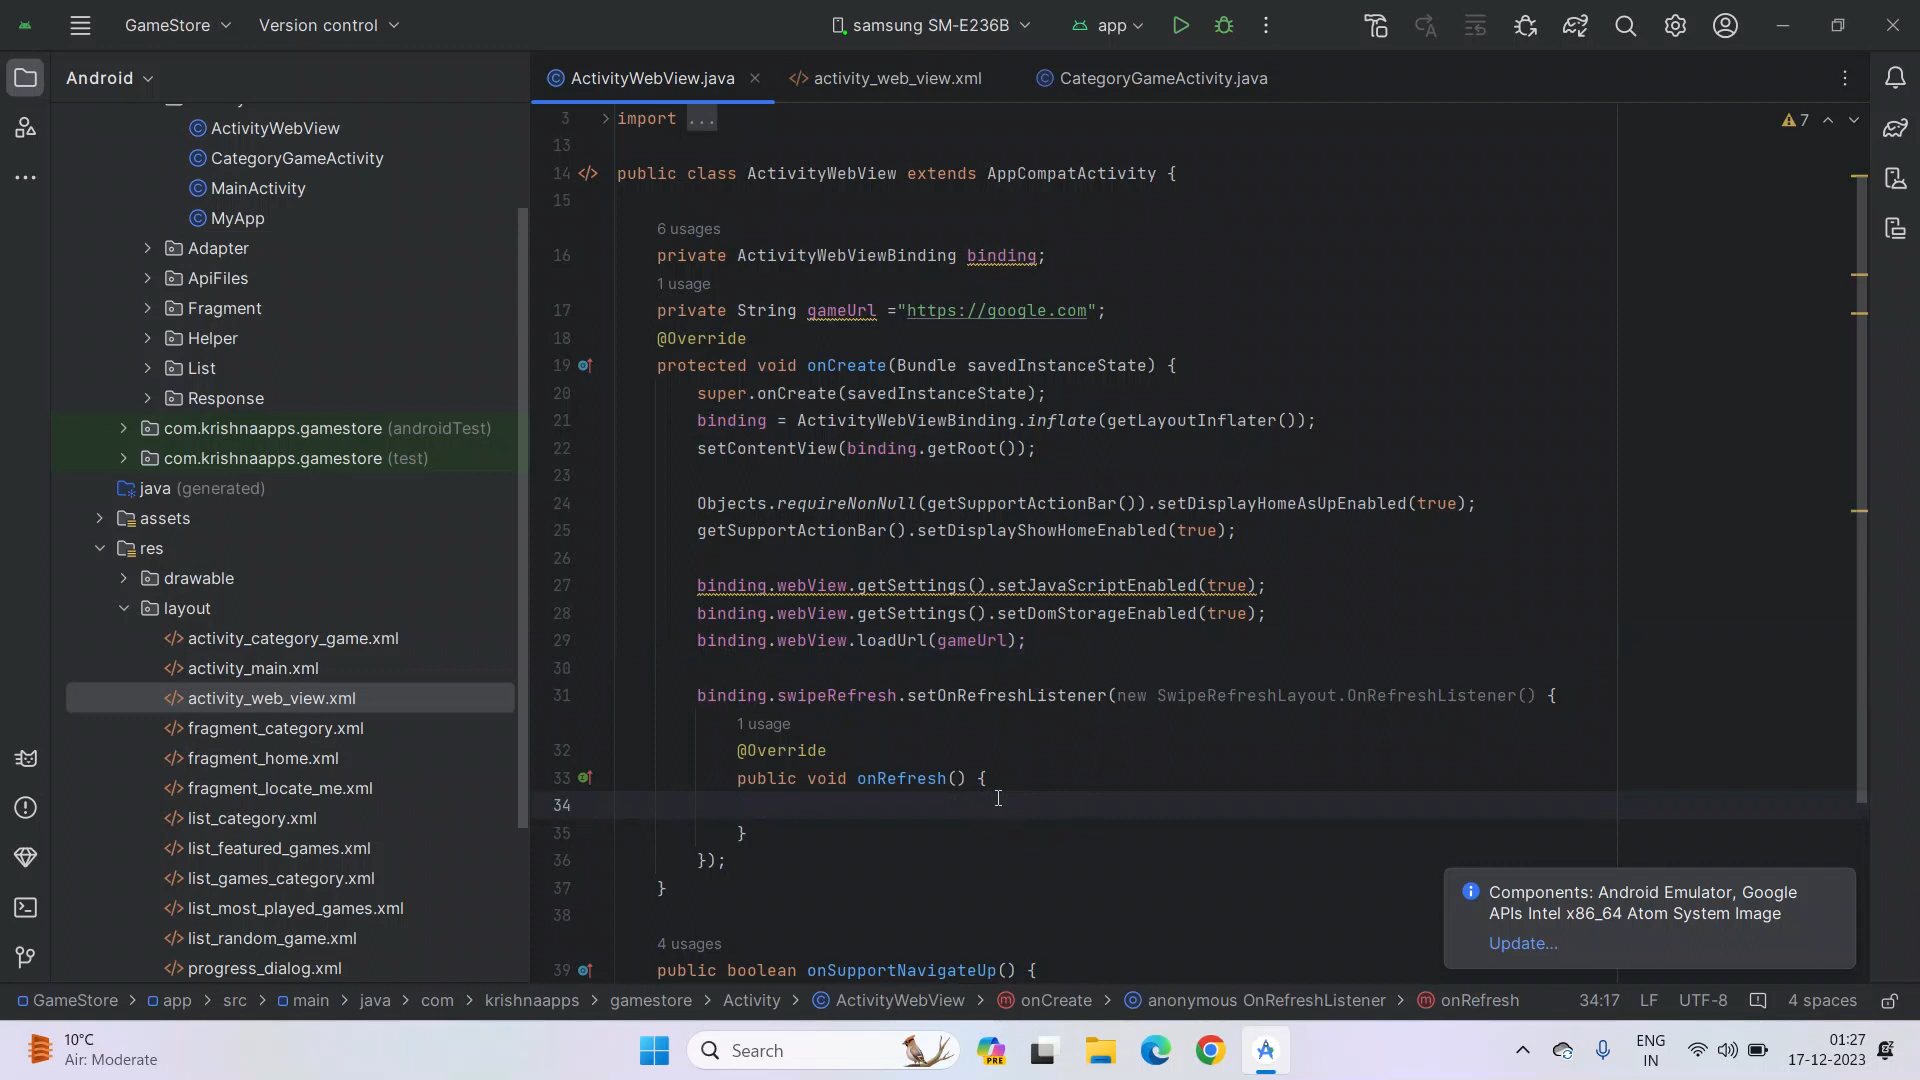 GameStore
Version control
samsung SM-E236B
app
Android
ActivityWebView.java
activity_web_view.xml
CategoryGameActivity.java
ActivityWebView
CategoryGameActivity
MainActivity
MyApp
Adapter
ApiFiles
Fragment
Helper
List
Response
com.krishnaapps.gamestore (androidTest)
com.krishnaapps.gamestore (test)
java (generated)
assets
res
drawable
layout
activity_category_game.xml
activity_main.xml
activity_web_view.xml
fragment_category.xml
fragment_home.xml
fragment_locate_me.xml
list_category.xml
list_featured_games.xml
list_games_category.xml
list_most_played_games.xml
list_random_game.xml
progress_dialog.xml
3 import ...
7
13
14 public class ActivityWebView extends AppCompatActivity {
15
6 usages
16 private ActivityWebViewBinding binding;
1 usage
17 private String gameUrl ="https://google.com";
18 @Override
19 protected void onCreate(Bundle savedInstanceState) {
20 super.onCreate(savedInstanceState);
21 binding = ActivityWebViewBinding.inflate(getLayoutInflater());
22 setContentView(binding.getRoot());
23
24 Objects.requireNonNull(getSupportActionBar()).setDisplayHomeAsUpEnabled(true);
25 getSupportActionBar().setDisplayShowHomeEnabled(true);
26
27 binding.webView.getSettings().setJavaScriptEnabled(true);
28 binding.webView.getSettings().setDomStorageEnabled(true);
29 binding.webView.loadUrl(gameUrl);
30
31 binding.swipeRefresh.setOnRefreshListener(new SwipeRefreshLayout.OnRefreshListener() {
1 usage
32 @Override
33 public void onRefresh() {
34
35 }
36 });
37 }
38
4 usages
39 public boolean onSupportNavigateUp() {
Components: Android Emulator, Google
APIs Intel x86_64 Atom System Image
Update...
GameStore > app > src > main > java > com > krishnaapps > gamestore > Activity > ActivityWebView > onCreate > anonymous OnRefreshListener > onRefresh
34:17 LF UTF-8 4 spaces
10°C
Air: Moderate
Search
PRE
ENG
IN
01:27
17-12-2023